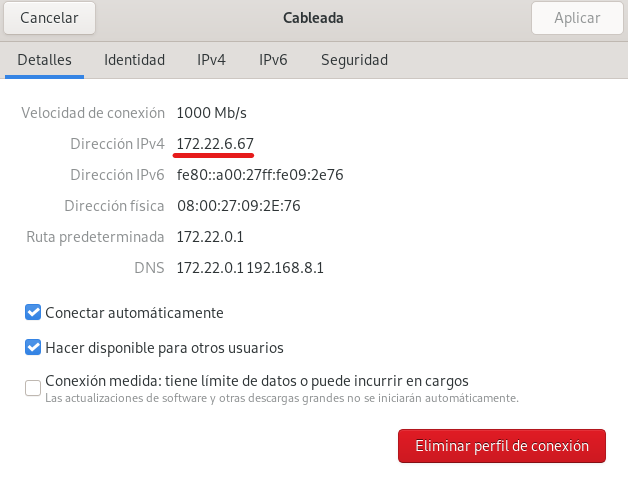 Cancelar Cableada Aplicar
Detalles Identidad IPv4 IPv6 Seguridad
Velocidad de conexión 1000 Mb/s
Dirección IPv4 172.22.6.67
Dirección IPv6 fe80::a00:27ff:fe09:2e76
Dirección física 08:00:27:09:2E:76
Ruta predeterminada 172.22.0.1
DNS 172.22.0.1 192.168.8.1
Conectar automáticamente
Hacer disponible para otros usuarios
Conexión medida: tiene límite de datos o puede incurrir en cargos
Las actualizaciones de software y otras descargas grandes no se iniciarán automáticamente.
Eliminar perfil de conexión